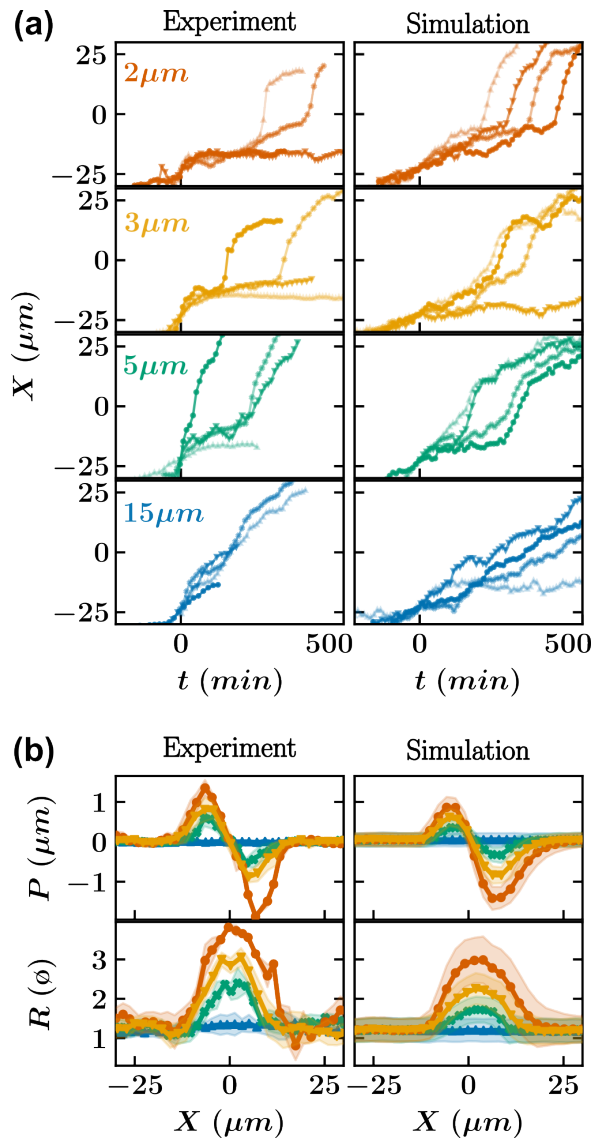 (a) Experiment Simulation
25
0
−25
2µm
25
0
−25
3µm
25
0
−25
5µm
25
0
−25
15µm
X (µm)
0 500 0 500
t (min) t (min)
(b) Experiment Simulation
1
0
−1
P (µm)
3
2
1
R (ø)
−25 0 25 −25 0 25
X (µm) X (µm)